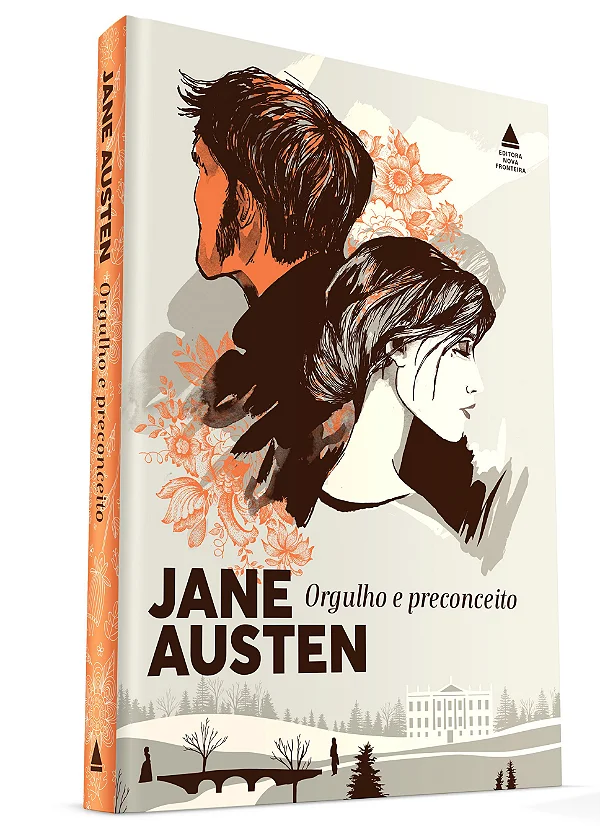 JANE AUSTEN Orgulho e preconceito
EDITORA
NOVA
FRONTEIRA
JANE
AUSTEN
Orgulho e preconceito